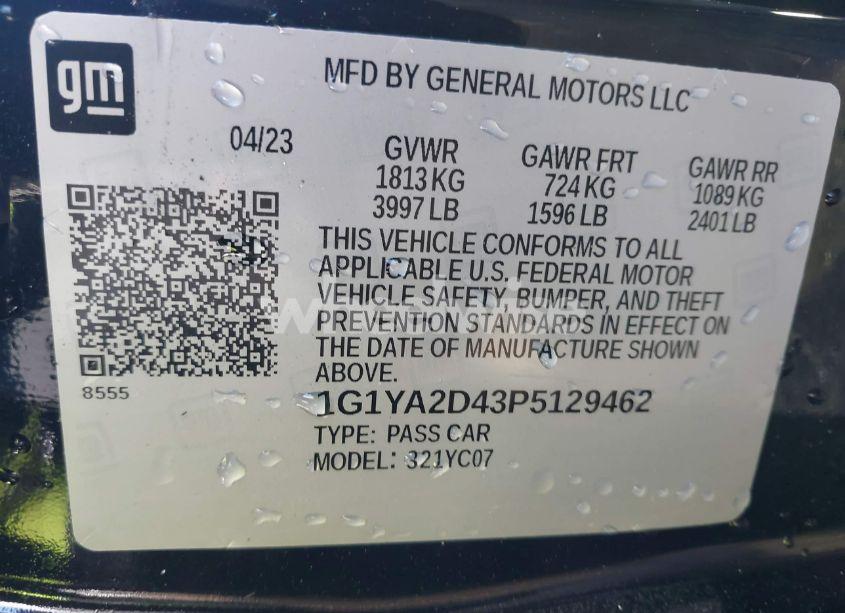 gm
MFD BY GENERAL MOTORS LLC
04/23
GVWR
1813 KG
3997 LB
GAWR FRT
724 KG
1596 LB
GAWR RR
1089 KG
2401 LB
THIS VEHICLE CONFORMS TO ALL
APPLICABLE U.S. FEDERAL MOTOR
VEHICLE SAFETY, BUMPER, AND THEFT
PREVENTION STANDARDS IN EFFECT ON
THE DATE OF MANUFACTURE SHOWN
ABOVE.
8555
1G1YA2D43P5129462
TYPE: PASS CAR
MODEL: 321YC07